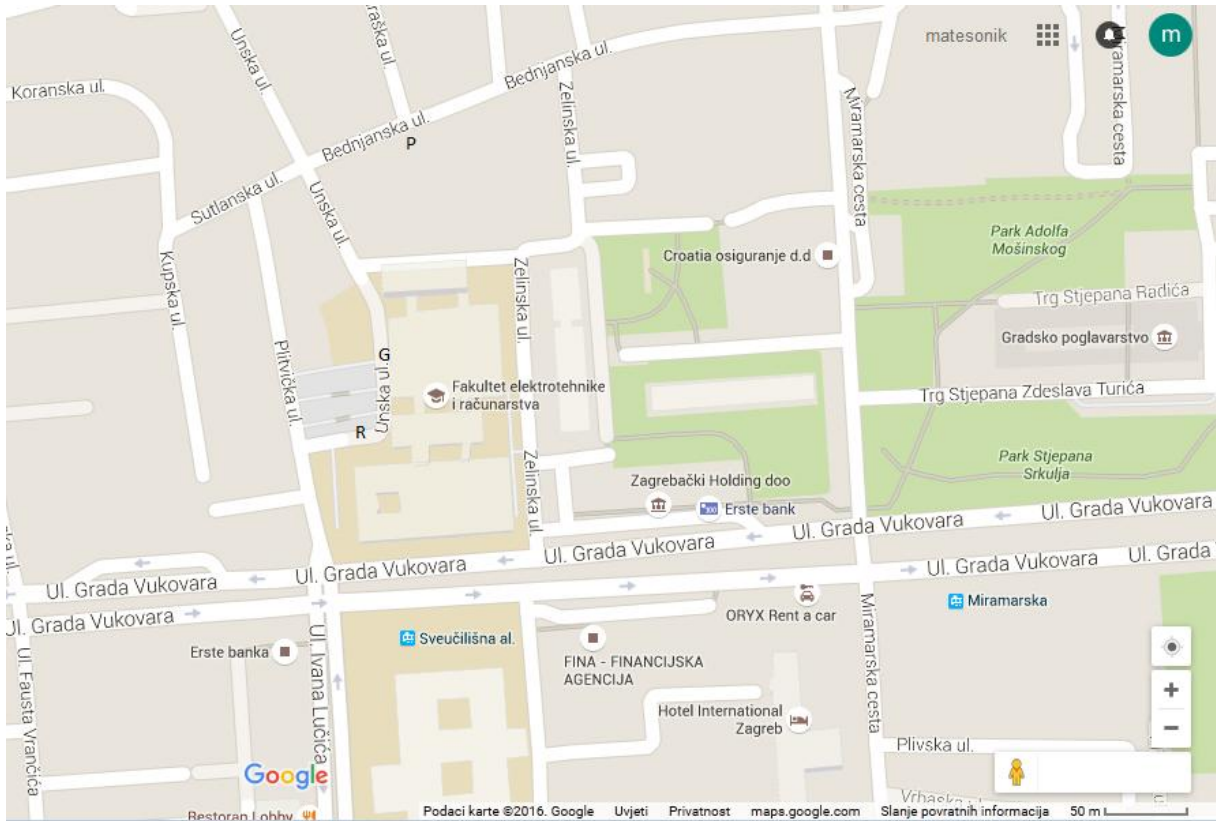 matesonik
m
Unska ul.
Bednjanska ul.
Zelinska ul.
Miramarska cesta
Miramarska cesta
Koranska ul.
Bednjanska ul.
P
Sutlanska ul.
Unska ul.
Kupska ul.
Park Adolfa
Mošinskog
Croatia osiguranje d.d
Zelinska ul.
Trg Stjepana Radića
Gradsko poglavarstvo
Plitvička ul.
G
Unska ul.
R
Fakultet elektrotehnike
i računarstva
Trg Stjepana Zdeslava Turića
Park Stjepana
Srkulja
Zelinska ul.
Zagrebački Holding doo
Erste bank
Ul. Grada Vukovara
Ul. Grada Vukovara
Ul. Grada Vukovara
Ul. Grada Vukovara
Ul. Grada Vukovara
Ul. Grada Vukovara
Ul. Grada
Ul. Grada Vukovara
Miramarska
ORYX Rent a car
Sveučilišna al.
Erste banka
FINA - FINANCIJSKA
AGENCIJA
Miramarska cesta
Ul. Ivana Lučića
Ul. Fausta Vrančića
Hotel International
Zagreb
Plivska ul.
Google
Restoran Lobby
Podaci karte ©2016. Google Uvjeti Privatnost maps.google.com Slanje povratnih informacija 50 m